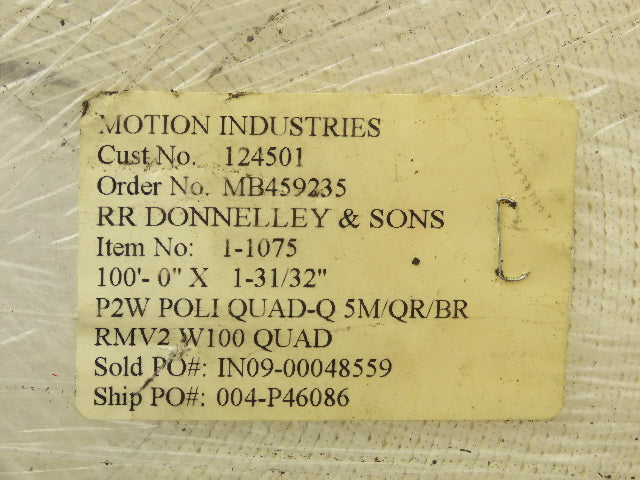 MOTION INDUSTRIES
Cust No. 124501
Order No. MB459235
RR DONNELLEY & SONS
Item No: 1-1075
100'- 0" X 1-31/32"
P2W POLI QUAD-Q 5M/QR/BR
RMV2 W100 QUAD
Sold PO#: IN09-00048559
Ship PO#: 004-P46086